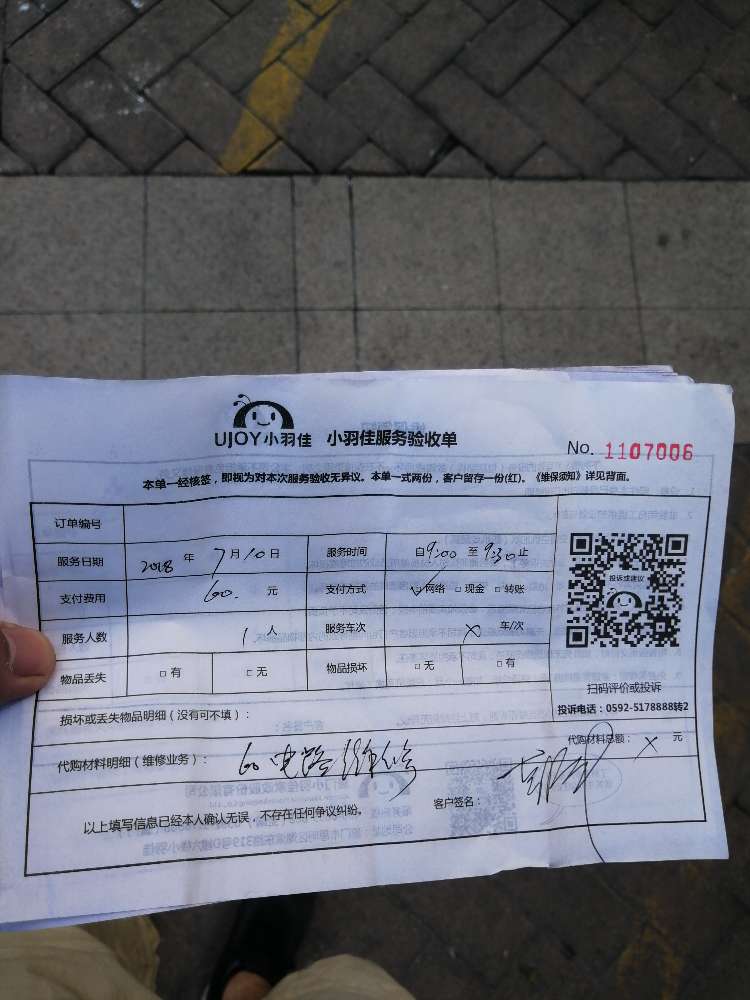 UJOY小羽佳 小羽佳服务验收单
No. 1107006
本单一经核签，即视为对本次服务验收无异议。本单一式两份，客户留存一份(红)。《维保须知》详见背面。
订单编号
服务日期 2018 年 7 月 10 日 服务时间 自 9:00 至 9:30 止
支付费用 60. 元 支付方式 ☑网络 □现金 □转账
服务人数 1 人 服务车次 X 车/次
物品丢失 □有 □无 物品损坏 □无 □有
投诉或建议
扫码评价或投诉
投诉电话：0592-5178888转2
损坏或丢失物品明细（没有可不填）：
代购材料明细（维修业务）： 60 电路维修 代购材料总额： X 元
以上填写信息已经本人确认无误，不存在任何争议纠纷。 客户签名：